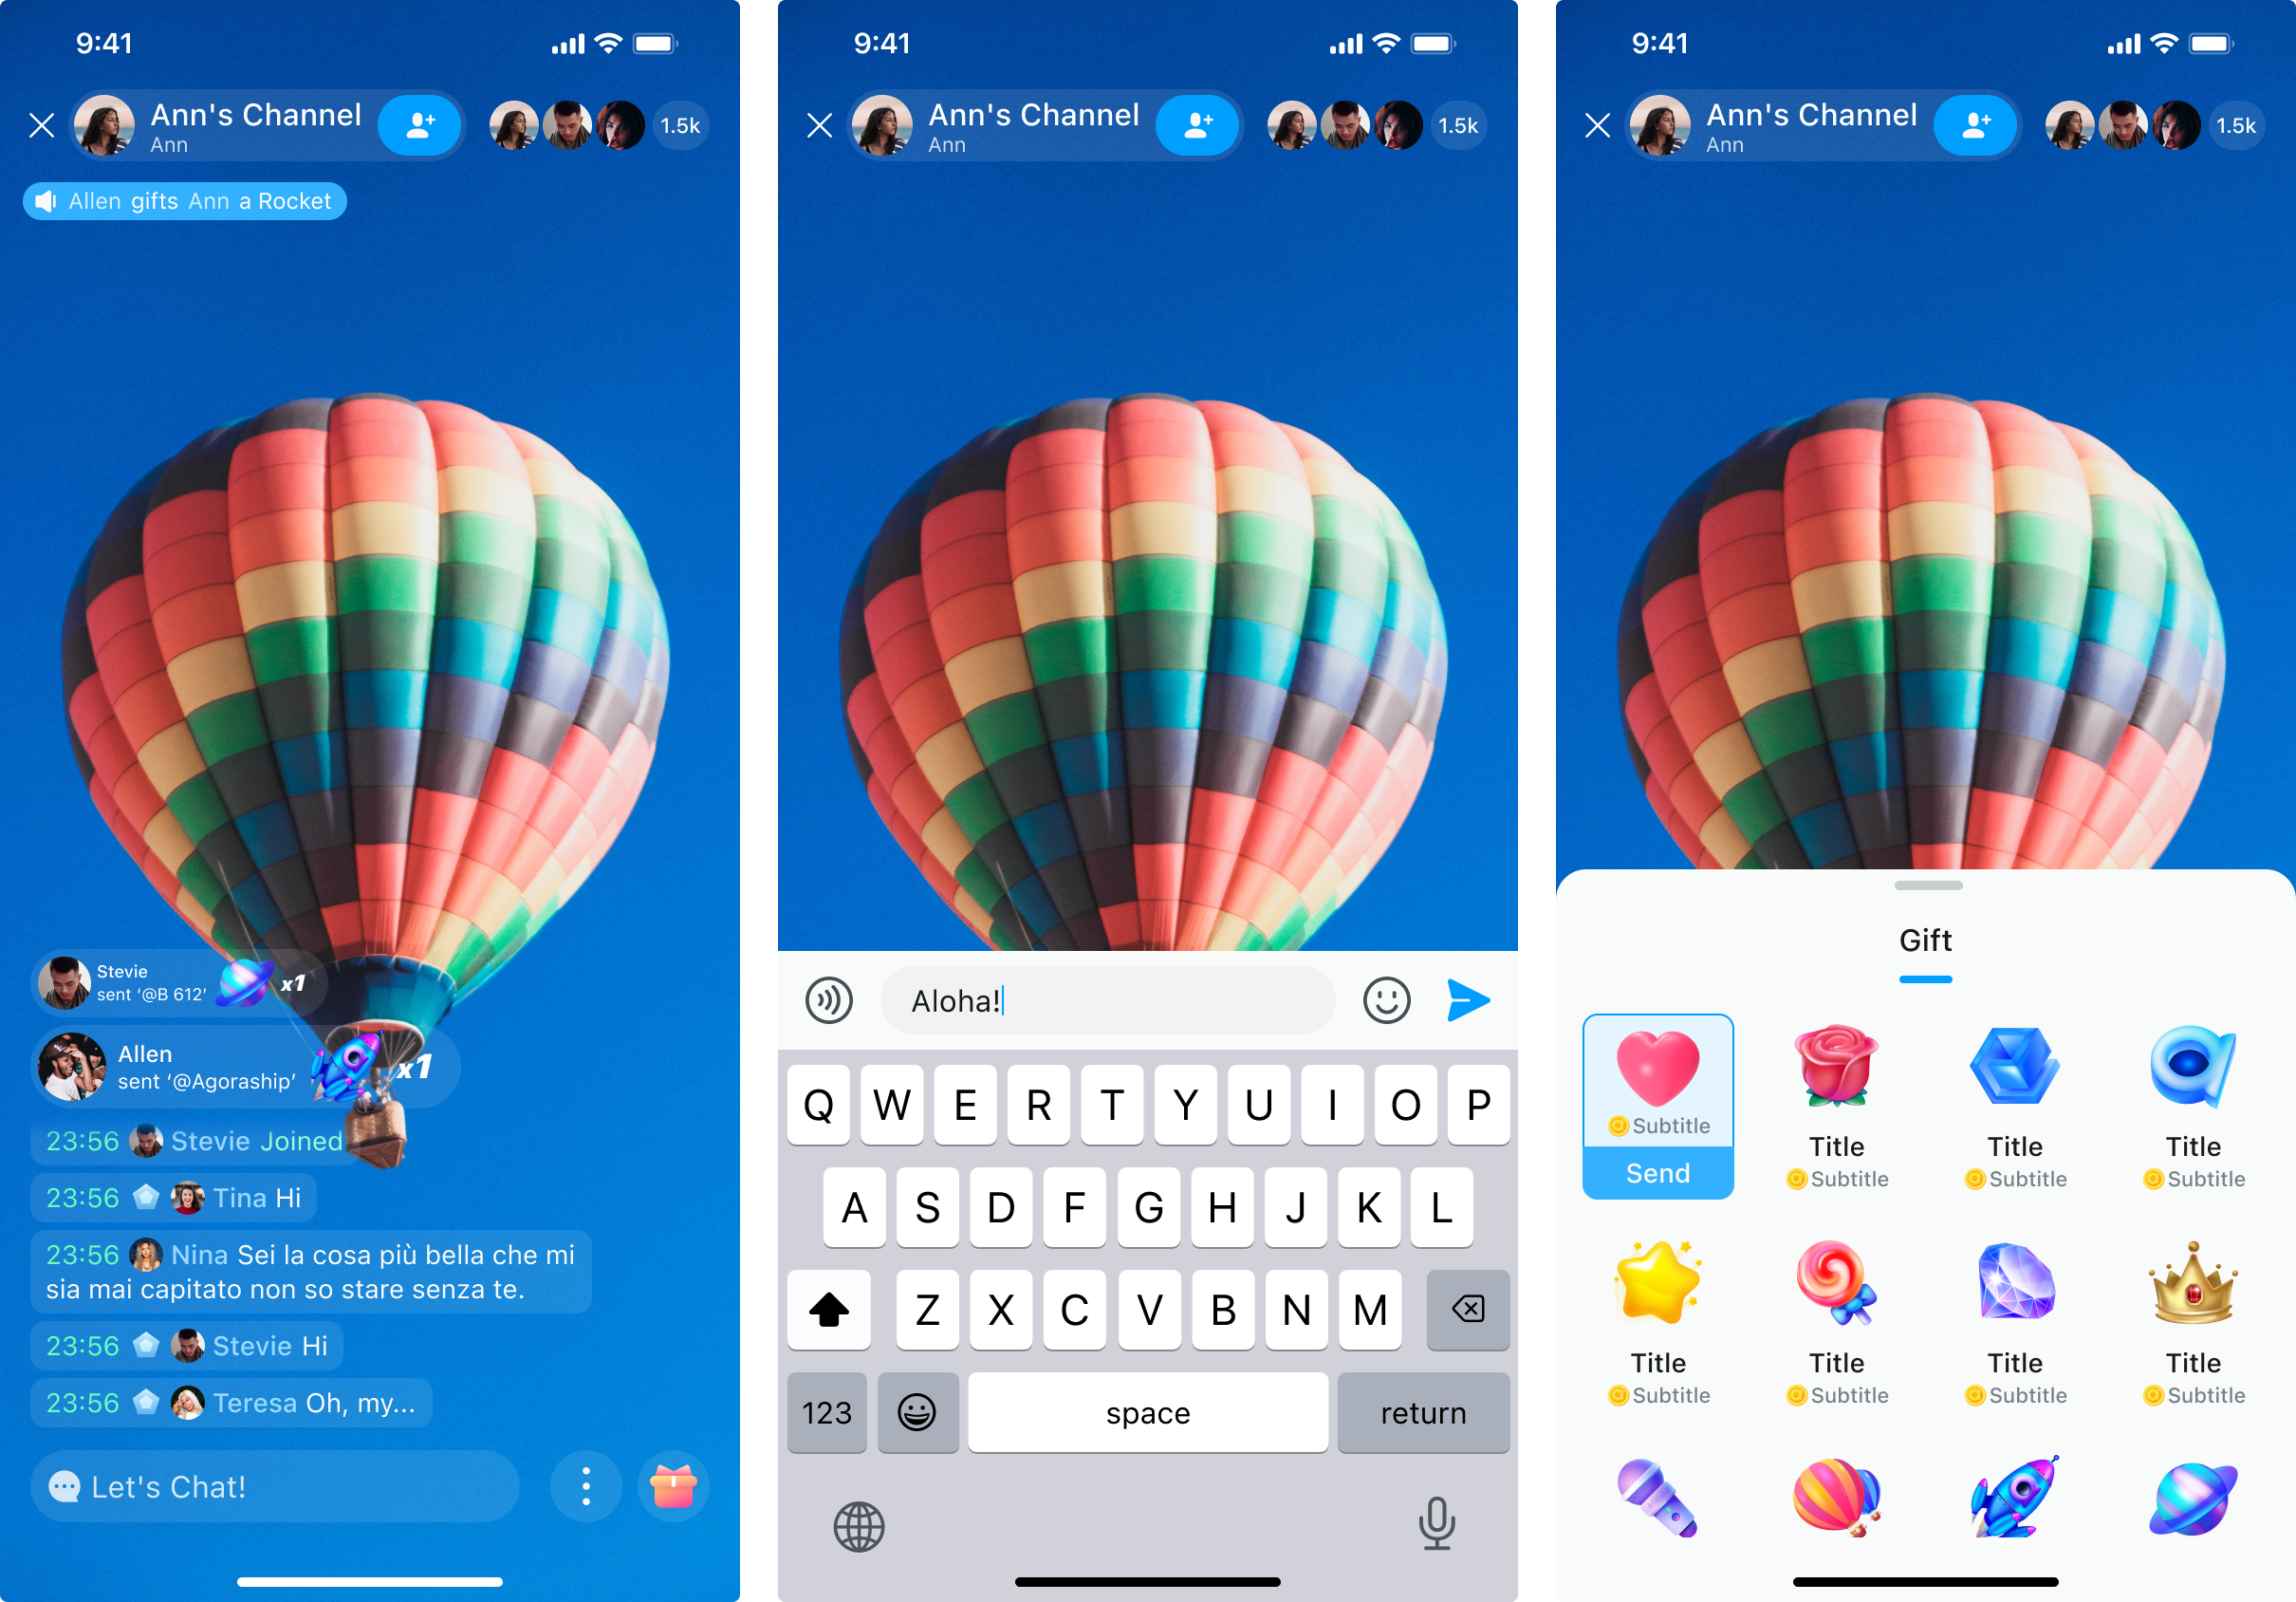 9:41
Ann's Channel
Ann
1.5k
Allen gifts Ann a Rocket
Stevie
sent ‘@B 612’
x1
Allen
sent ‘@Agoraship’
x1
23:56 Stevie Joined
23:56 Tina Hi
23:56 Nina Sei la cosa più bella che mi
sia mai capitato non so stare senza te.
23:56 Stevie Hi
23:56 Teresa Oh, my...
Let's Chat!
9:41
Ann's Channel
Ann
1.5k
Aloha!
Q W E R T Y U I O P
A S D F G H J K L
Z X C V B N M
123 space return
9:41
Ann's Channel
Ann
1.5k
Gift
Subtitle
Send
Title Title Title
Subtitle Subtitle Subtitle
Title Title Title Title
Subtitle Subtitle Subtitle Subtitle